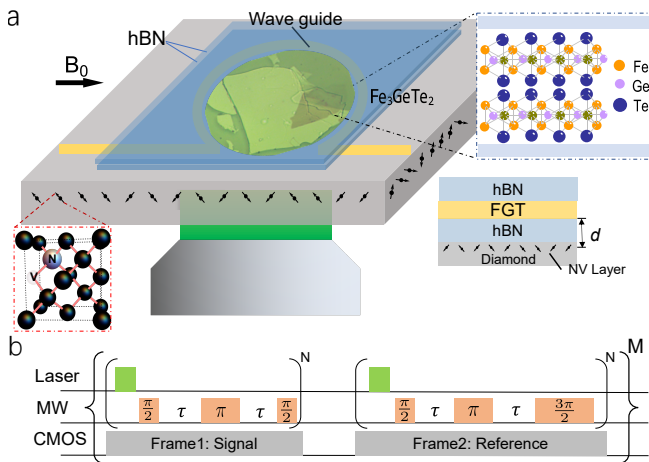 a
Wave guide
hBN
B₀
Fe₃GeTe₂
Fe
Ge
Te
hBN
FGT
hBN
d
Diamond
NV Layer
N
V
b
N
N
M
Laser
MW
π/2 τ π τ π/2
π/2 τ π τ 3π/2
CMOS
Frame1: Signal
Frame2: Reference